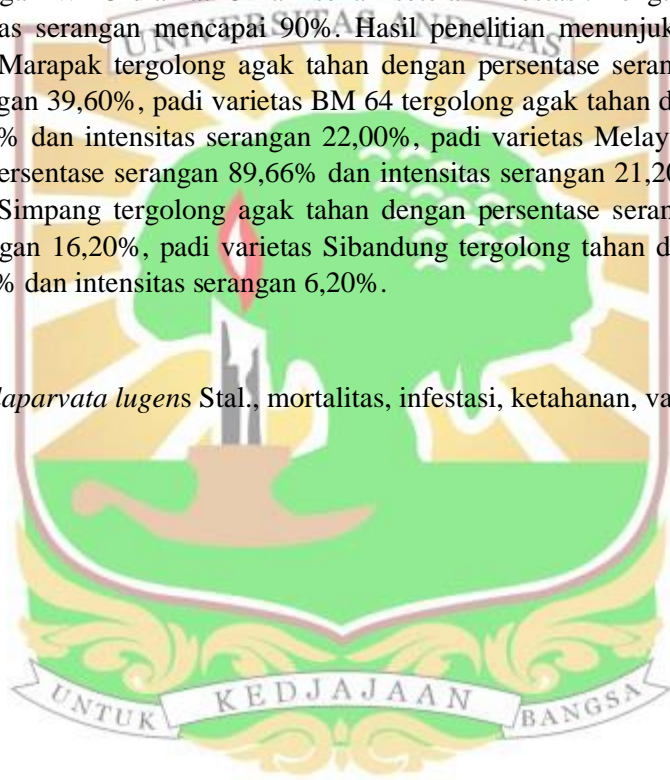 UNIVERSITAS ANDALAS
as serangan mencapai 90%. Hasil penelitian menunjuk
Marapak tergolong agak tahan dengan persentase seran
gan 39,60%, padi varietas BM 64 tergolong agak tahan d
% dan intensitas serangan 22,00%, padi varietas Melay
ersentase serangan 89,66% dan intensitas serangan 21,20
Simpang tergolong agak tahan dengan persentase seran
gan 16,20%, padi varietas Sibandung tergolong tahan d
% dan intensitas serangan 6,20%.
laparvata lugens Stal., mortalitas, infestasi, ketahanan, va
UNTUK KEDJAJAAN BANGSA